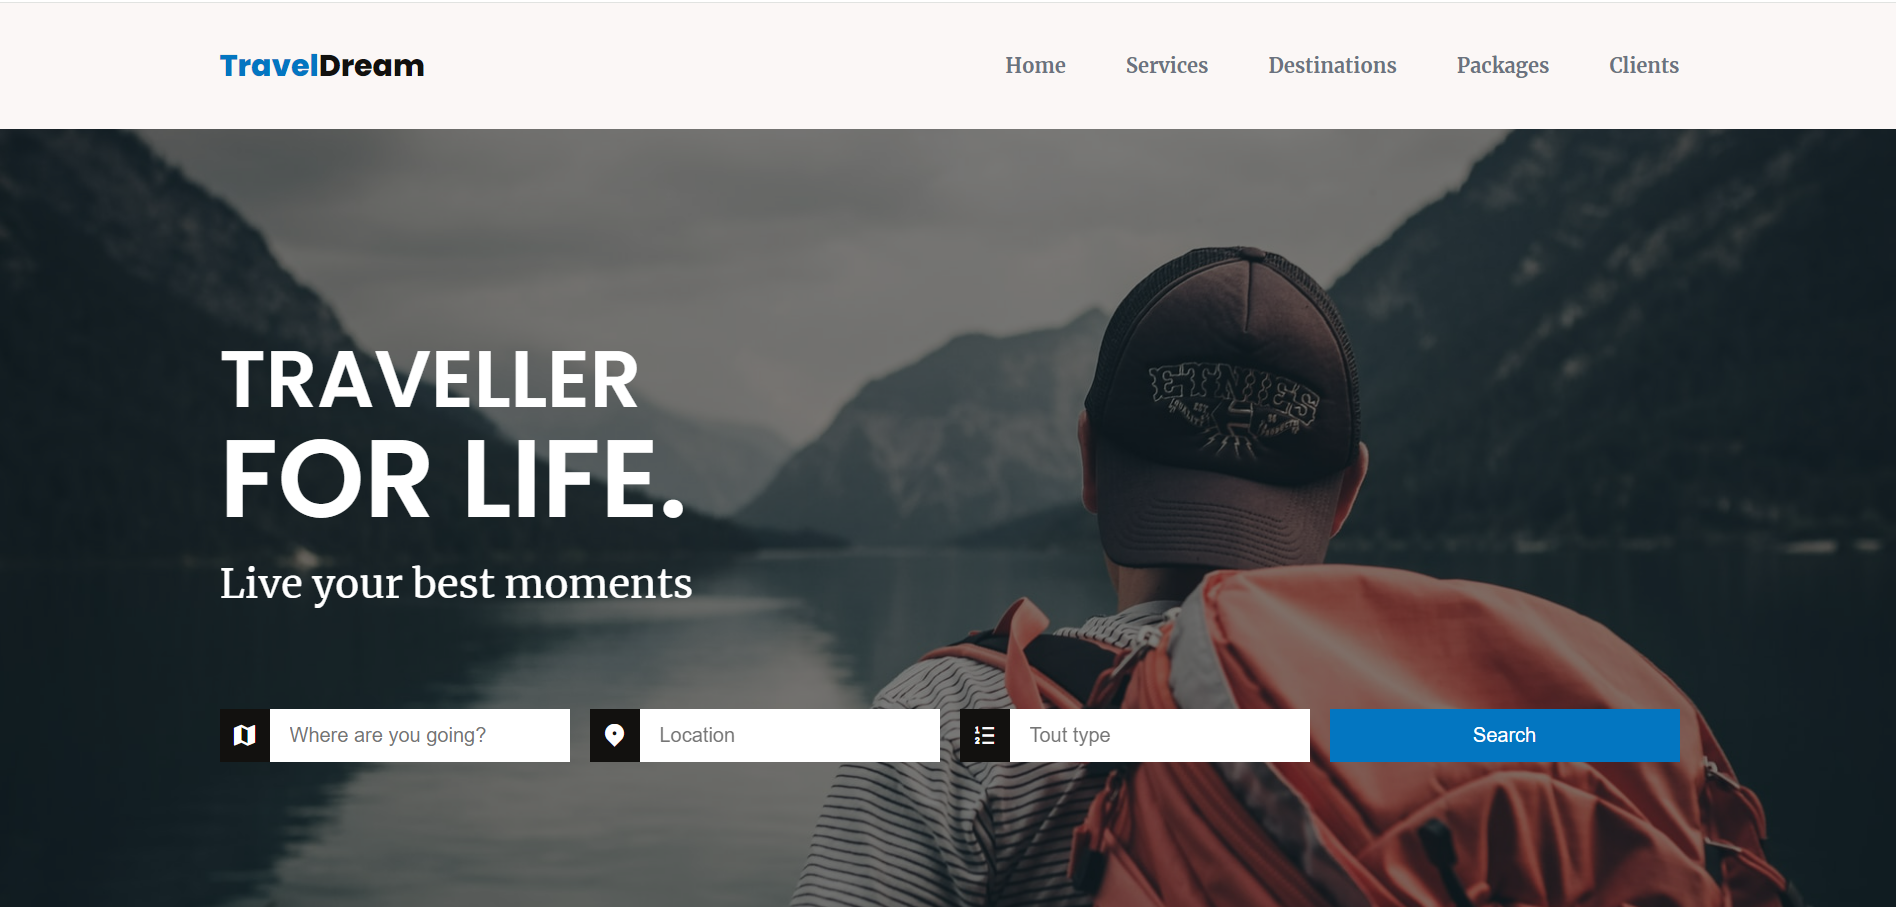 TravelDream
Home Services Destinations Packages Clients
TRAVELLER
FOR LIFE.
Live your best moments
ETNIES
Where are you going? Location Tout type Search